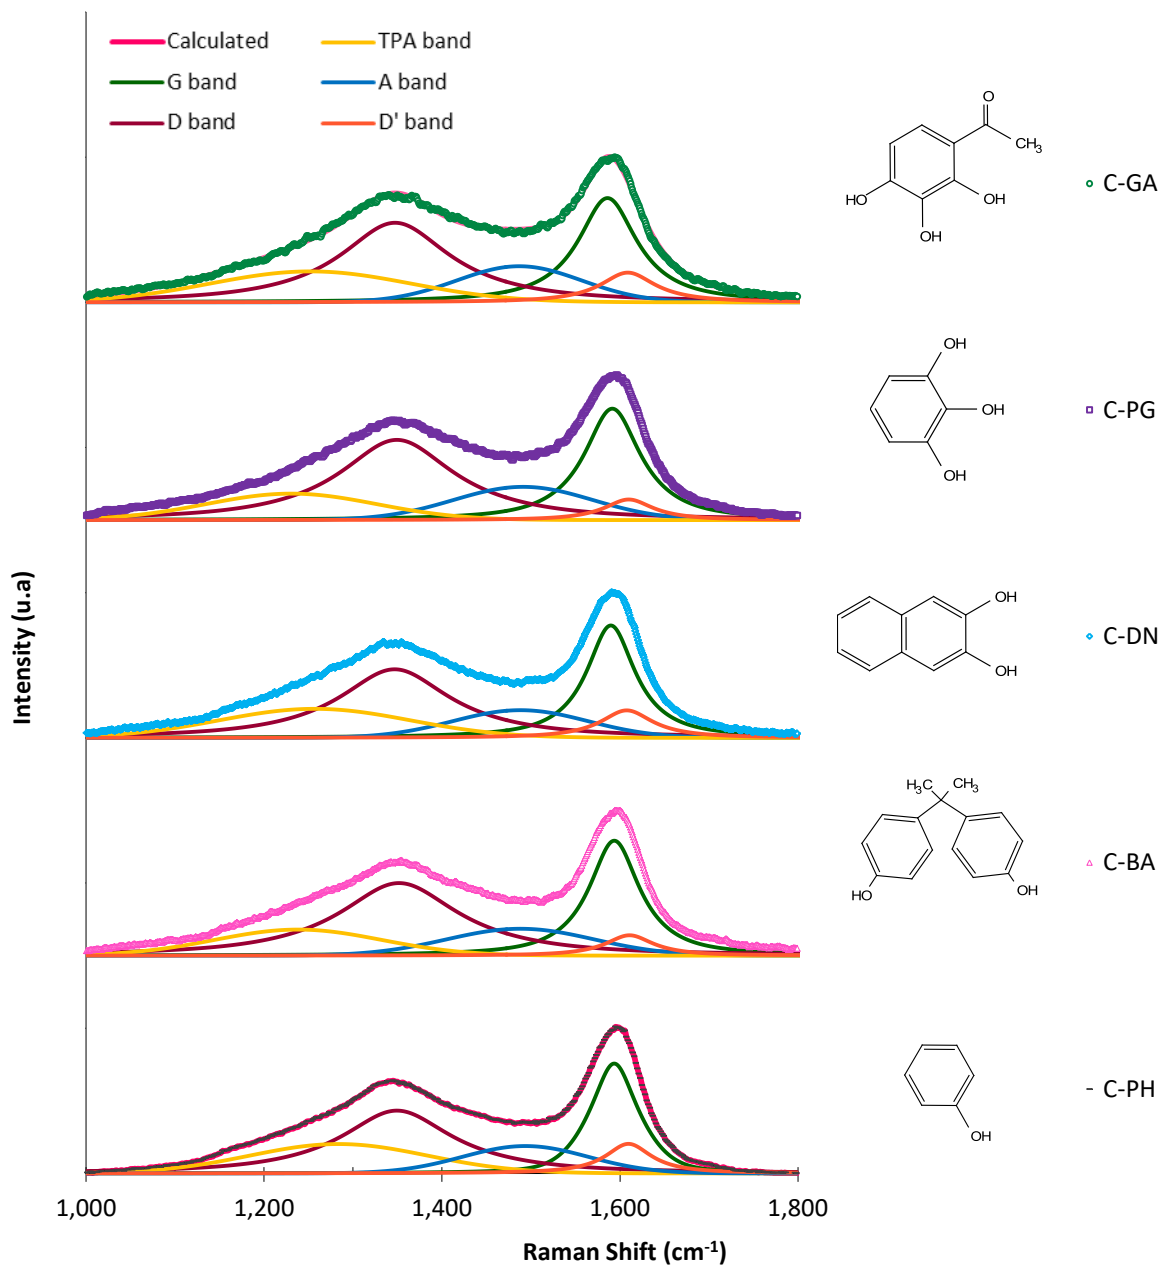 Calculated
TPA band
G band
A band
D band
D' band
O
CH₃
HO
OH
OH
C-GA
OH
OH
OH
C-PG
OH
OH
C-DN
H₃C
CH₃
HO
OH
C-BA
OH
C-PH
Intensity (u.a)
1,000
1,200
1,400
1,600
1,800
Raman Shift (cm⁻¹)